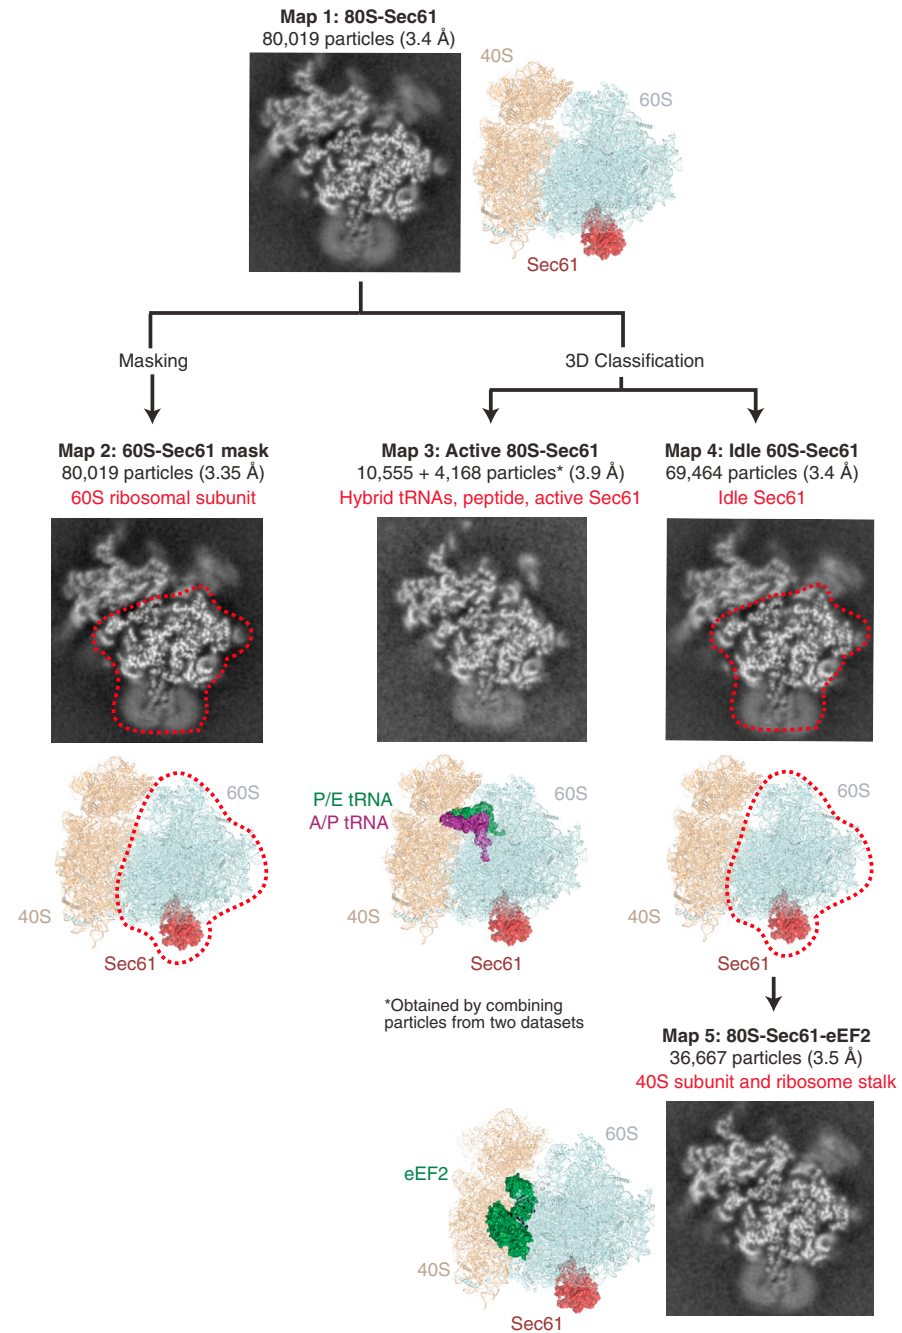 Map 1: 80S-Sec61
80,019 particles (3.4 Å)
40S
60S
Sec61
Masking
3D Classification
Map 2: 60S-Sec61 mask
80,019 particles (3.35 Å)
60S ribosomal subunit
Map 3: Active 80S-Sec61
10,555 + 4,168 particles* (3.9 Å)
Hybrid tRNAs, peptide, active Sec61
Map 4: Idle 60S-Sec61
69,464 particles (3.4 Å)
Idle Sec61
60S
40S
Sec61
P/E tRNA
A/P tRNA
60S
40S
Sec61
60S
40S
Sec61
*Obtained by combining
particles from two datasets
Map 5: 80S-Sec61-eEF2
36,667 particles (3.5 Å)
40S subunit and ribosome stalk
60S
eEF2
40S
Sec61